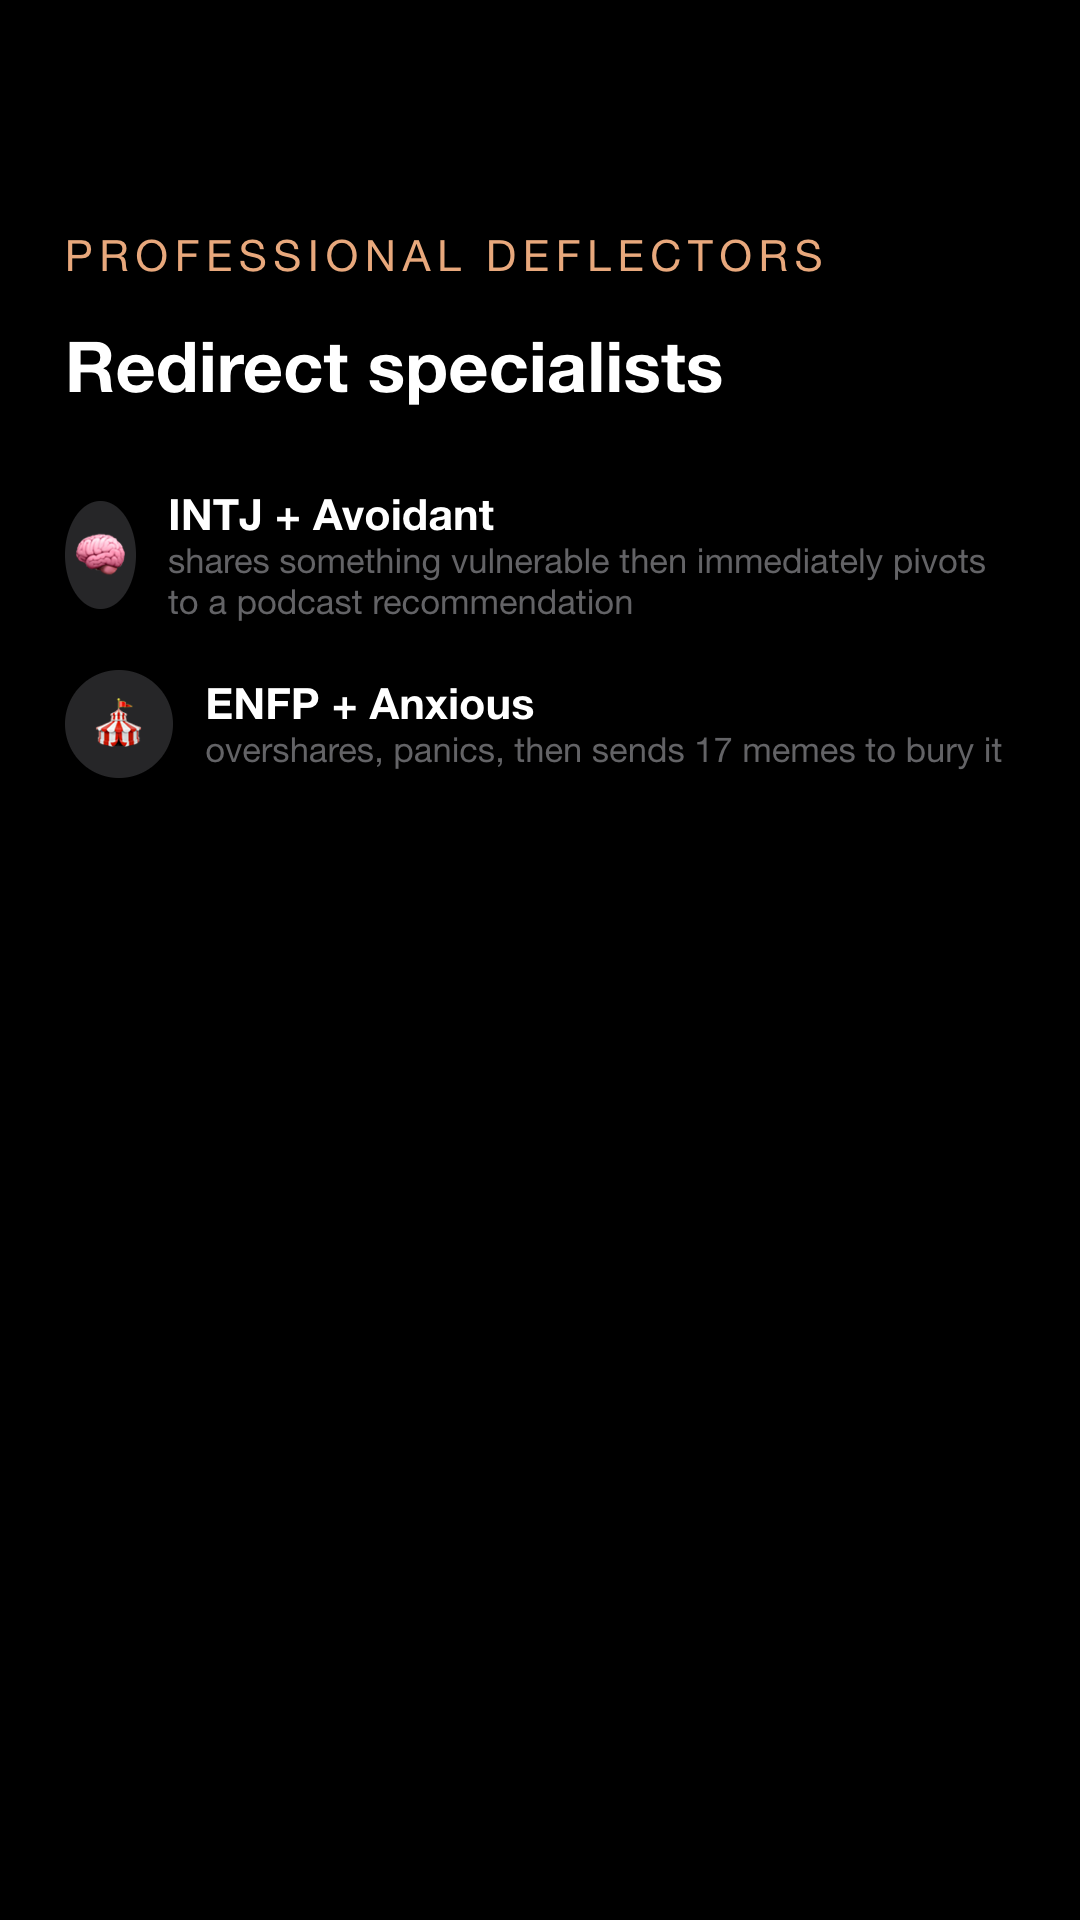 PROFESSIONAL DEFLECTORS
Redirect specialists
INTJ + Avoidant
shares something vulnerable then immediately pivots
to a podcast recommendation
ENFP + Anxious
overshares, panics, then sends 17 memes to bury it